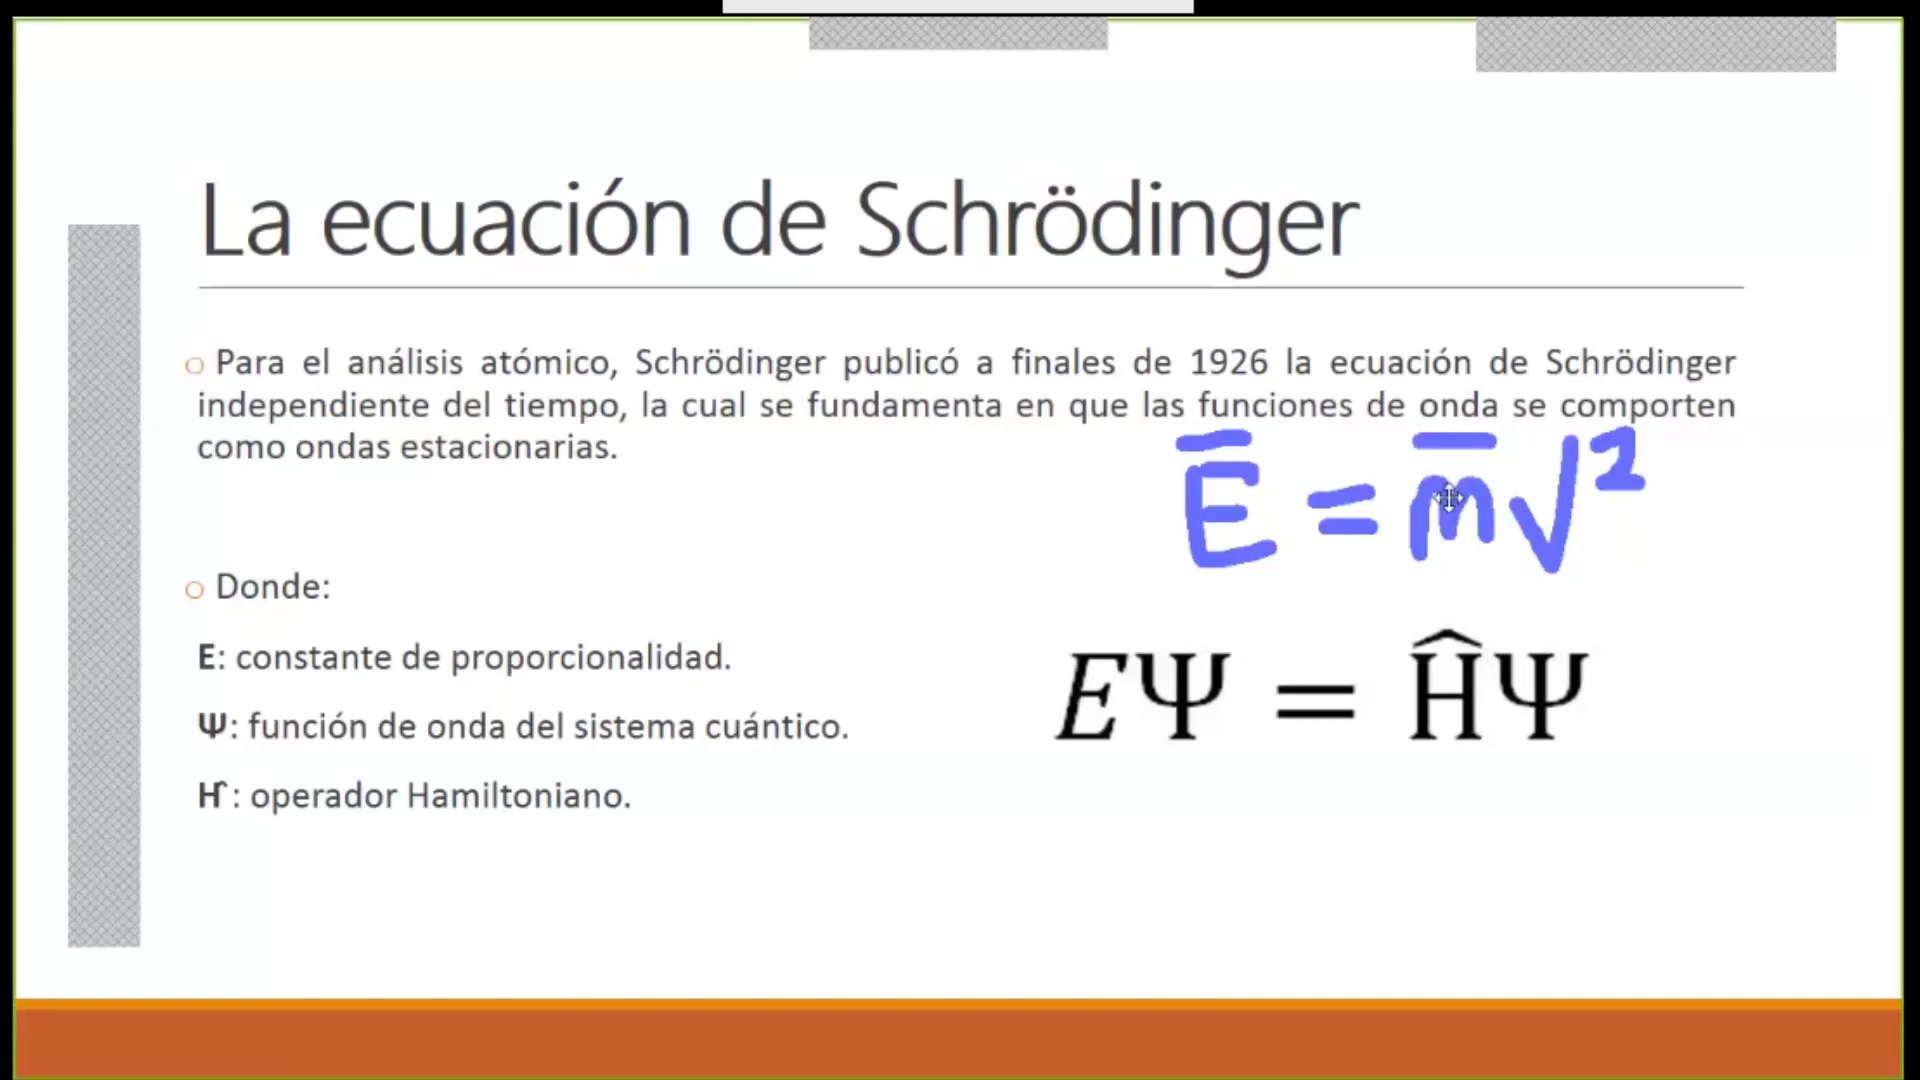 La ecuación de Schrödinger
Para el análisis atómico, Schrödinger publicó a finales de 1926 la ecuación de Schrödinger
independiente del tiempo, la cual se fundamenta en que las funciones de onda se comporten
como ondas estacionarias.
E̅ = m̅v²
Donde:
E: constante de proporcionalidad.
EΨ = ĤΨ
Ψ: función de onda del sistema cuántico.
Ĥ: operador Hamiltoniano.